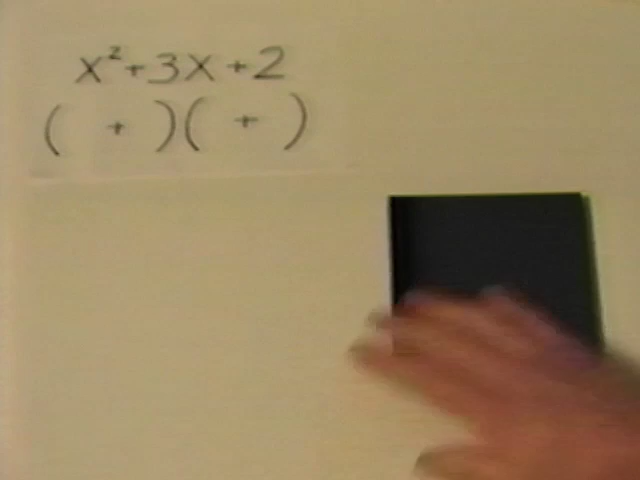 x²+3x+2
( + )( + )